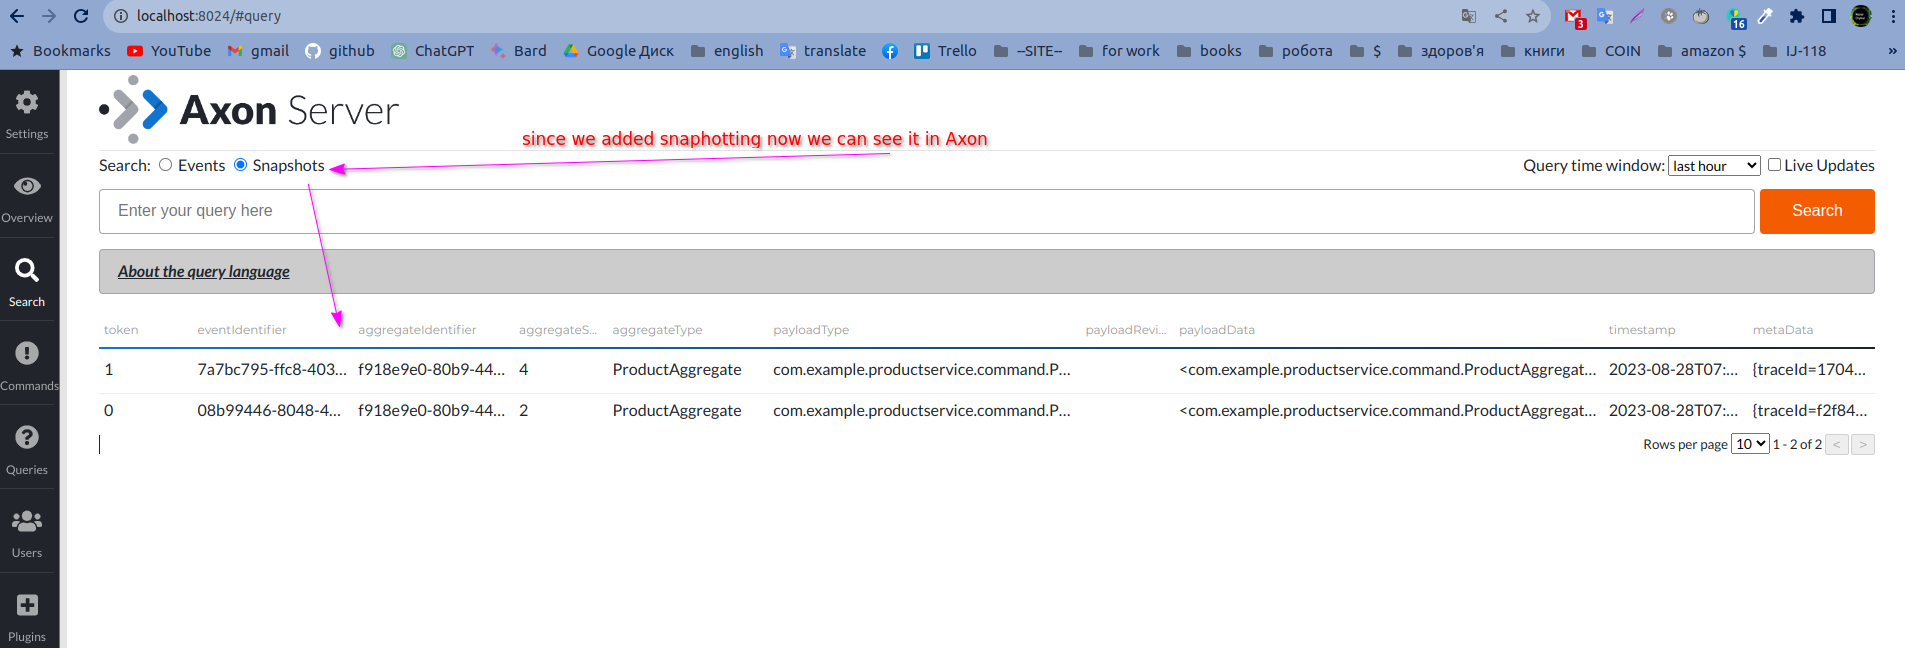 localhost:8024/#query
3
16
Bookmarks YouTube gmail github ChatGPT Bard Google Диск english translate Trello --SITE-- for work books робота $ здоров'я книги COIN amazon $ IJ-118 »
Axon Server
since we added snaphotting now we can see it in Axon
Search: Events Snapshots Query time window: last hour Live Updates
Enter your query here Search
About the query language
token eventIdentifier aggregateIdentifier aggregateS... aggregateType payloadType payloadRevi... payloadData timestamp metaData
1 7a7bc795-ffc8-403... f918e9e0-80b9-44... 4 ProductAggregate com.example.productservice.command.P... <com.example.productservice.command.ProductAggregat... 2023-08-28T07:... {traceId=1704...
0 08b99446-8048-4... f918e9e0-80b9-44... 2 ProductAggregate com.example.productservice.command.P... <com.example.productservice.command.ProductAggregat... 2023-08-28T07:... {traceId=f2f84...
Rows per page 10 1 - 2 of 2 < >
Settings
Overview
Search
Commands
Queries
Users
Plugins